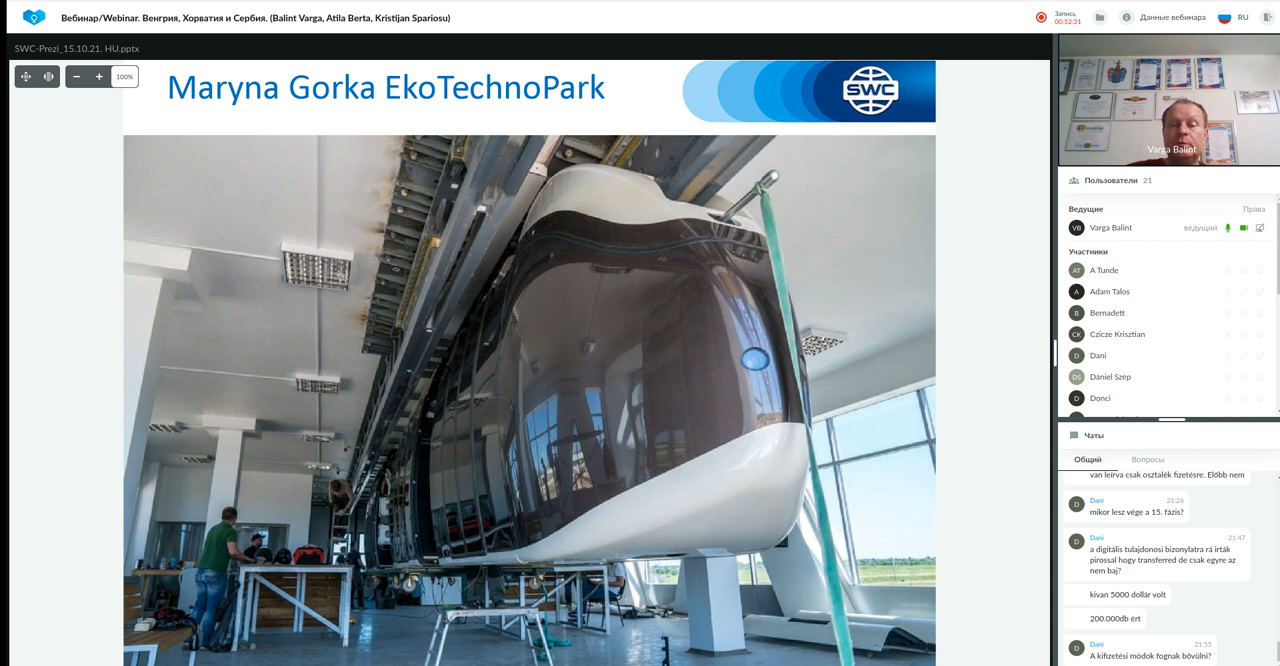 Вебинар/Webinar. Венгрия, Хорватия и Сербия. (Balint Varga, Atila Berta, Kristijan Spariosu)
Запись
00:52:31
Данные вебинара
RU
SWC-Prezi_15.10.21. HU.pptx
100%
Maryna Gorka EkoTechnoPark
SWC
Varga Balint
Пользователи 21
Ведущие Права
VB Varga Balint ведущий
Участники
AT A Tunde
A Adam Talos
B Bernadett
CK Czicze Krisztian
D Dani
DS Dániel Szép
D Donci
Чаты
Общий Вопросы
van leírva csak osztalék fizetésre. Előbb nem
D Dani 21:26
mikor lesz vége a 15. fázis?
D Dani 21:47
a digitális tulajdonosi bizonylatra rá írták
pirossal hogy transferred de csak egyre az
nem baj?
kivan 5000 dollár volt
200.000db ért
D Dani 21:55
A kifizetési módok fognak bővülni?